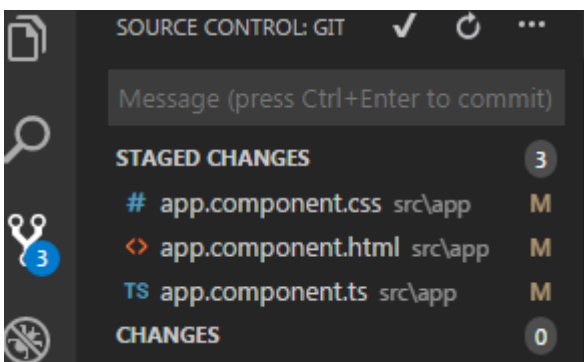 SOURCE CONTROL: GIT
Message (press Ctrl+Enter to commit)
STAGED CHANGES 3
# app.component.css src\app M
<> app.component.html src\app M
3
TS app.component.ts src\app M
CHANGES 0